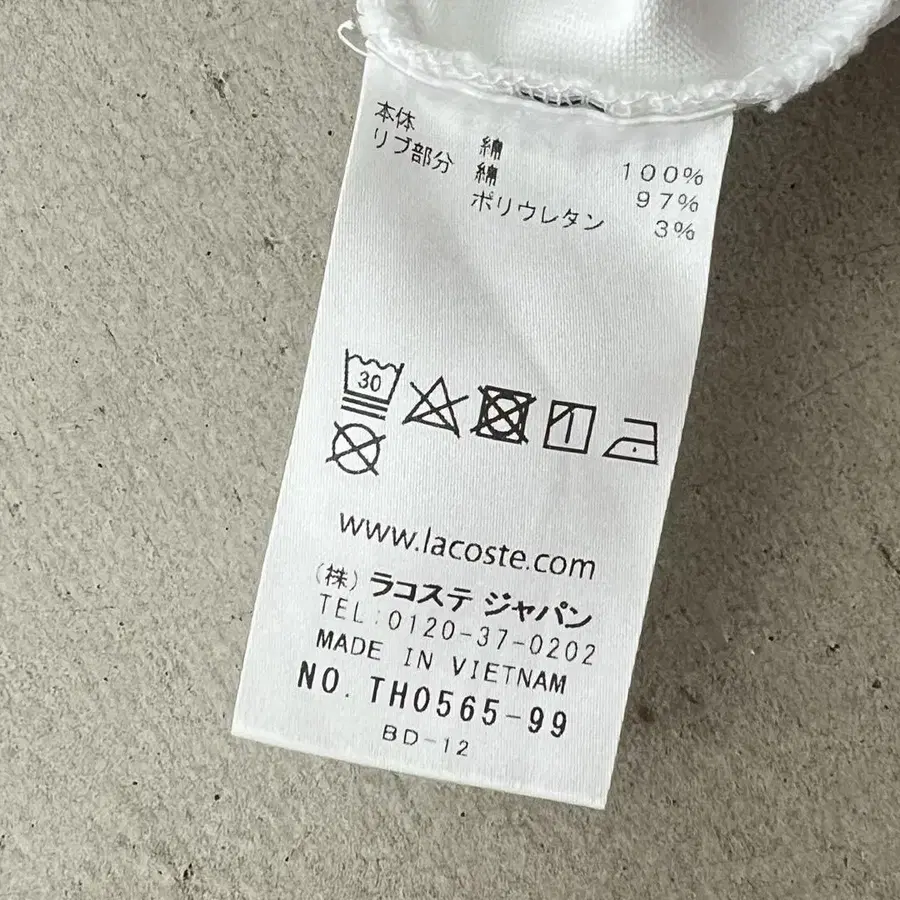 本体 綿 100%
リブ部分 綿 97%
ポリウレタン 3%
30
www.lacoste.com
(株) ラコステ ジャパン
TEL:0120-37-0202
MADE IN VIETNAM
NO. TH0565-99
BD-12